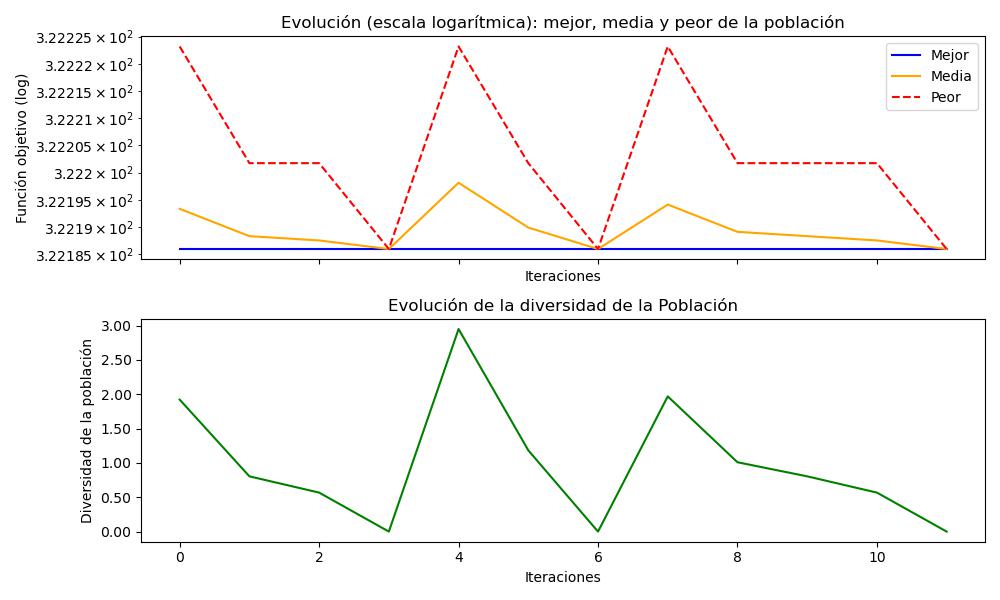 Evolución (escala logarítmica): mejor, media y peor de la población
Función objetivo (log)
3.22225 × 10²
3.2222 × 10²
3.22215 × 10²
3.2221 × 10²
3.22205 × 10²
3.222 × 10²
3.22195 × 10²
3.2219 × 10²
3.22185 × 10²
Mejor
Media
Peor
Iteraciones
Evolución de la diversidad de la Población
Diversidad de la población
3.00
2.50
2.00
1.50
1.00
0.50
0.00
0 2 4 6 8 10
Iteraciones